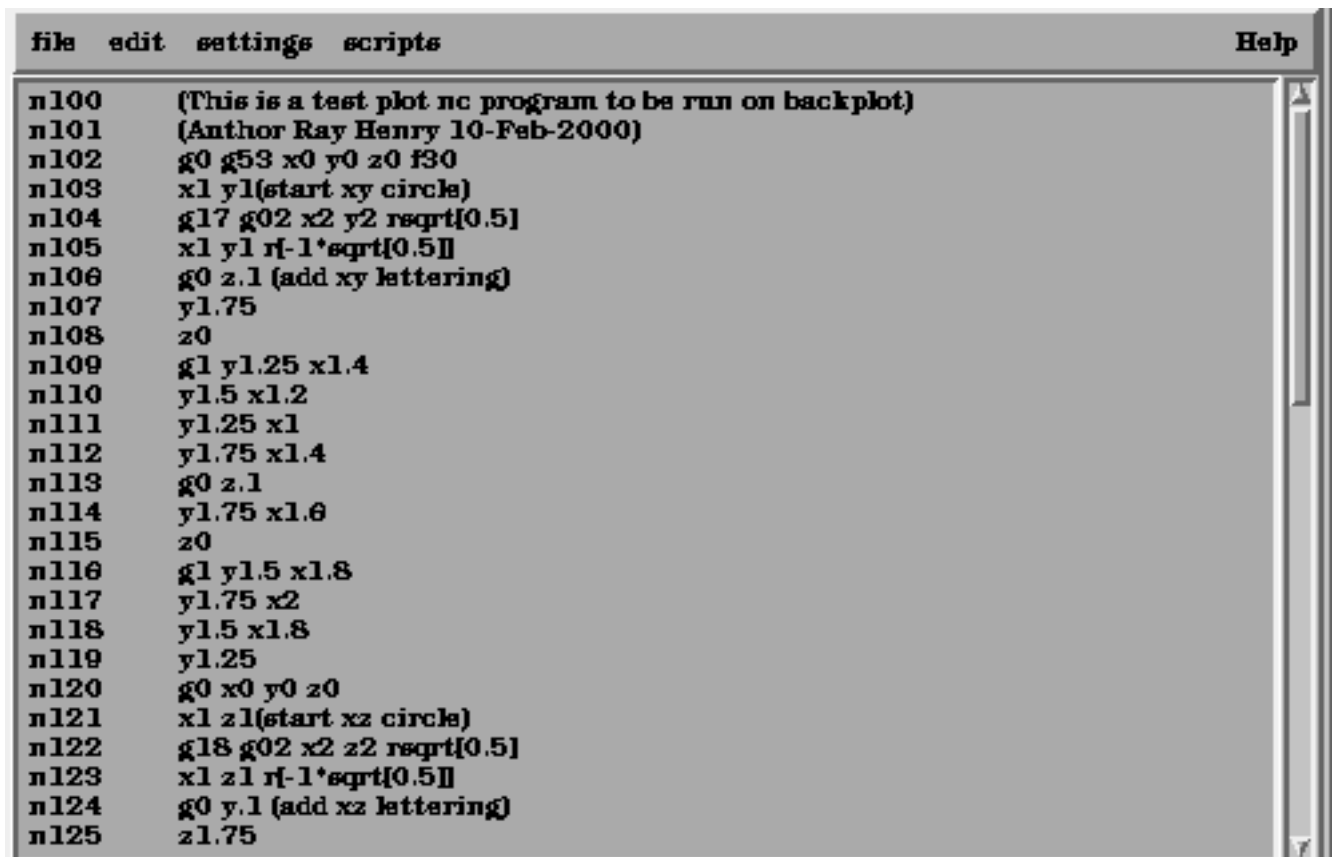 file edit settings scripts Help
n100 (This is a test plot nc program to be run on backplot)
n101 (Author Ray Henry 10-Feb-2000)
n102 g0 g53 x0 y0 z0 f30
n103 x1 y1(start xy circle)
n104 g17 g02 x2 y2 rsqrt[0.5]
n105 x1 y1 r[-1*sqrt[0.5]]
n106 g0 z.1 (add xy lettering)
n107 y1.75
n108 z0
n109 g1 y1.25 x1.4
n110 y1.5 x1.2
n111 y1.25 x1
n112 y1.75 x1.4
n113 g0 z.1
n114 y1.75 x1.6
n115 z0
n116 g1 y1.5 x1.8
n117 y1.75 x2
n118 y1.5 x1.8
n119 y1.25
n120 g0 x0 y0 z0
n121 x1 z1(start xz circle)
n122 g18 g02 x2 z2 rsqrt[0.5]
n123 x1 z1 r[-1*sqrt[0.5]]
n124 g0 y.1 (add xz lettering)
n125 z1.75